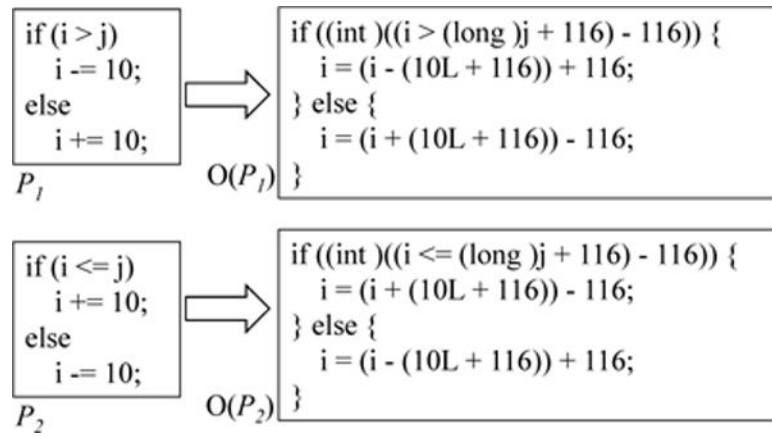 if (i > j)
i -= 10;
else
i += 10;
P1
if ((int )((i > (long )j + 116) - 116)) {
i = (i - (10L + 116)) + 116;
} else {
i = (i + (10L + 116)) - 116;
}
O(P1)
if (i <= j)
i += 10;
else
i -= 10;
P2
if ((int )((i <= (long )j + 116) - 116)) {
i = (i + (10L + 116)) - 116;
} else {
i = (i - (10L + 116)) + 116;
}
O(P2)